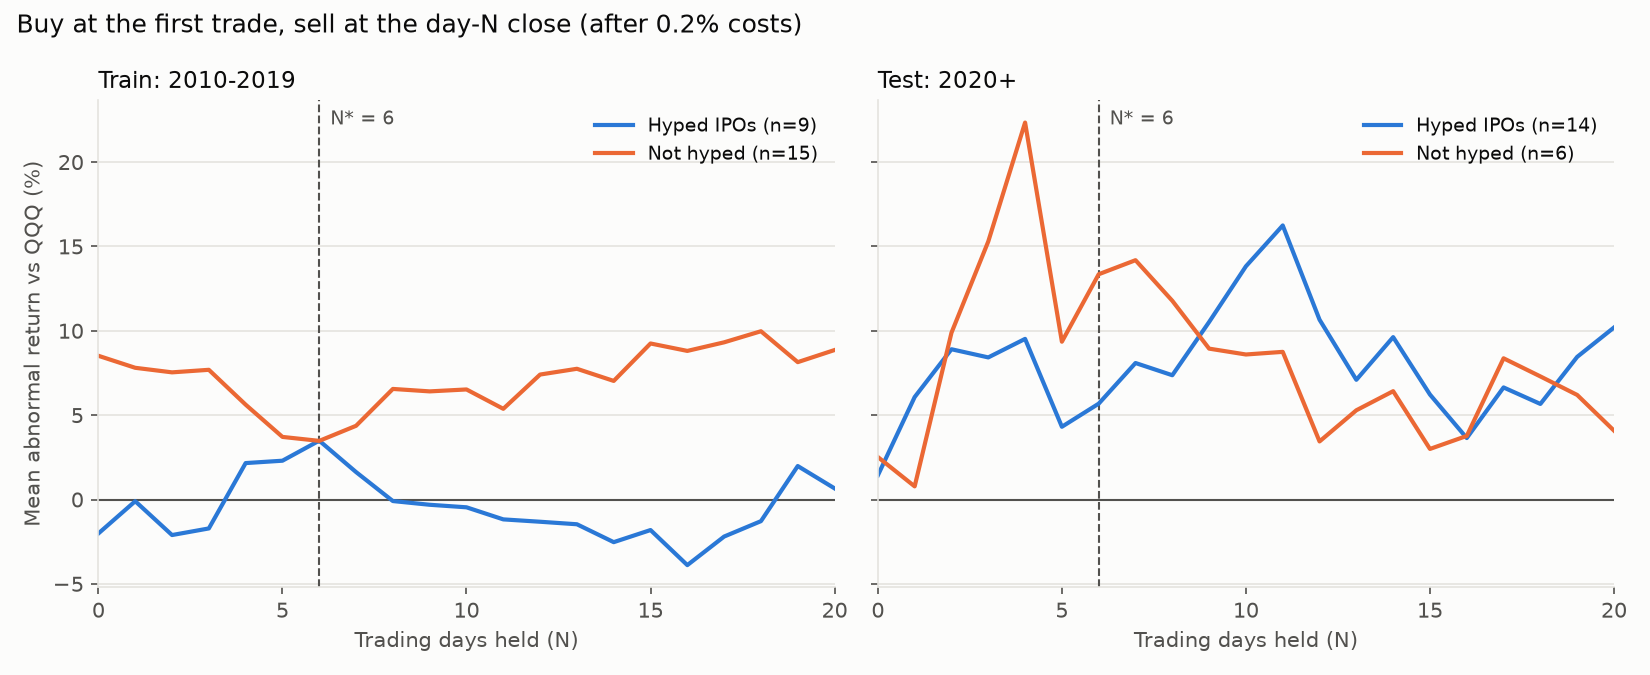 Buy at the first trade, sell at the day-N close (after 0.2% costs)
Train: 2010-2019
N* = 6
Hyped IPOs (n=9)
Not hyped (n=15)
Mean abnormal return vs QQQ (%)
20
15
10
5
0
−5
0 5 10 15 20
Trading days held (N)
Test: 2020+
N* = 6
Hyped IPOs (n=14)
Not hyped (n=6)
0 5 10 15 20
Trading days held (N)